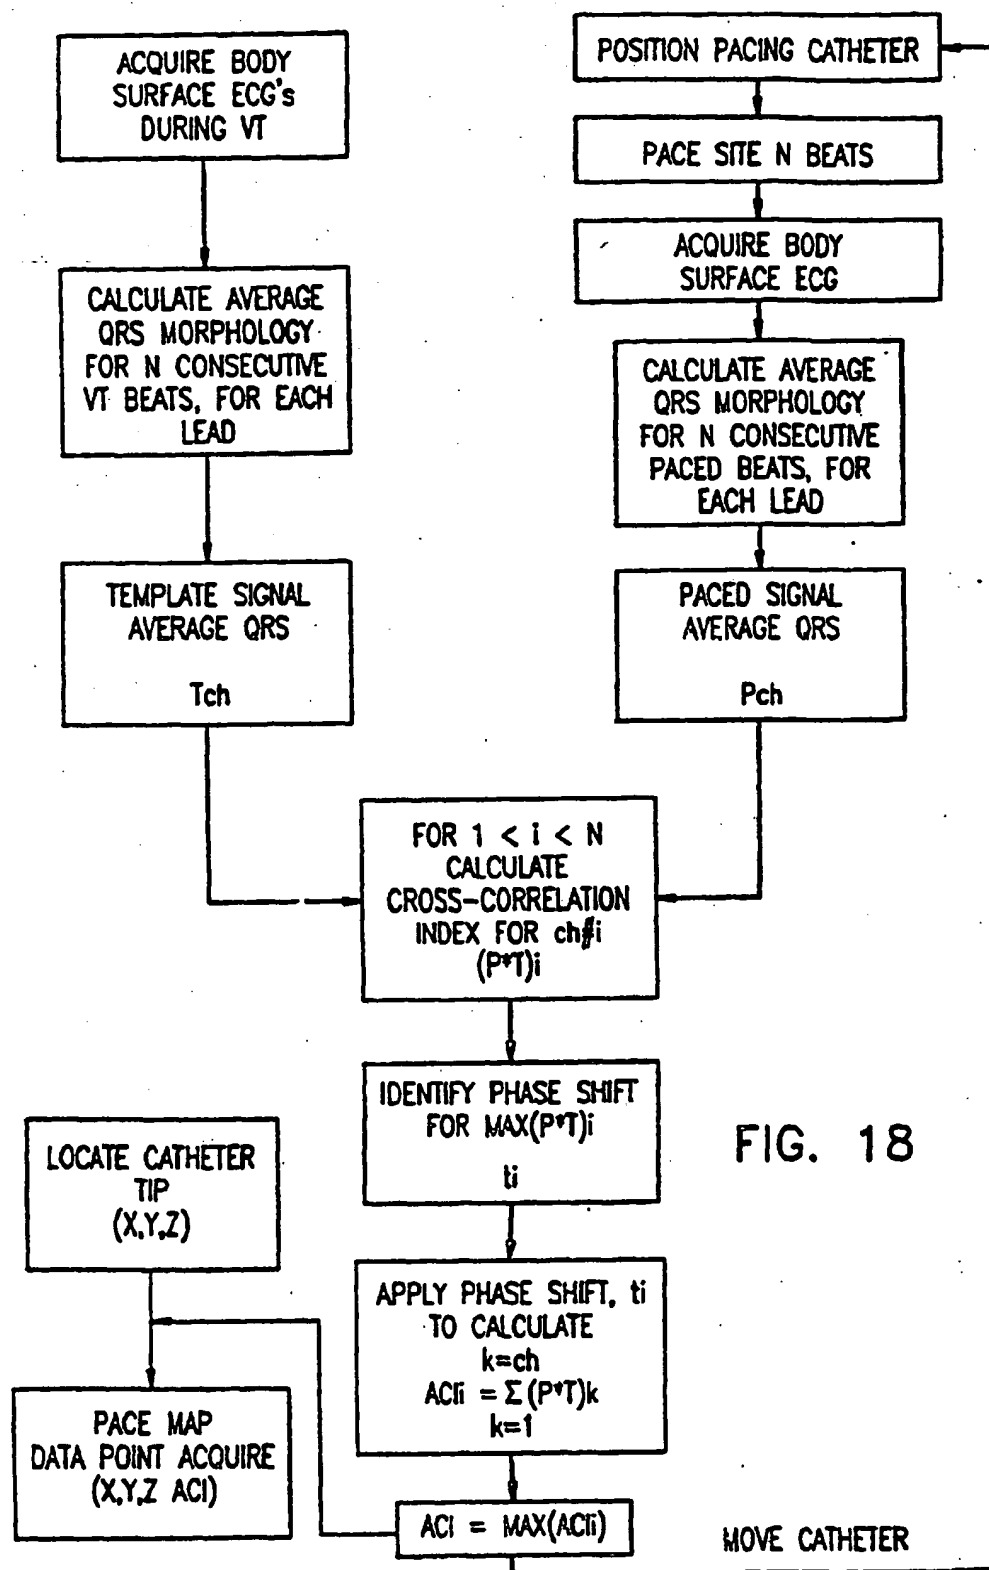 ACQUIRE BODY
SURFACE ECG's
DURING VT
CALCULATE AVERAGE
QRS MORPHOLOGY
FOR N CONSECUTIVE
VT BEATS, FOR EACH
LEAD
TEMPLATE SIGNAL
AVERAGE QRS
Tch
POSITION PACING CATHETER
PACE SITE N BEATS
ACQUIRE BODY
SURFACE ECG
CALCULATE AVERAGE
QRS MORPHOLOGY
FOR N CONSECUTIVE
PACED BEATS, FOR
EACH LEAD
PACED SIGNAL
AVERAGE QRS
Pch
FOR 1 < i < N
CALCULATE
CROSS-CORRELATION
INDEX FOR ch#i
(P*T)i
IDENTIFY PHASE SHIFT
FOR MAX(P*T)i
ti
FIG. 18
LOCATE CATHETER
TIP
(X,Y,Z)
APPLY PHASE SHIFT, ti
TO CALCULATE
k=ch
ACIi = Σ(P*T)k
k=1
PACE MAP
DATA POINT ACQUIRE
(X,Y,Z ACI)
ACI = MAX(ACIi)
MOVE CATHETER